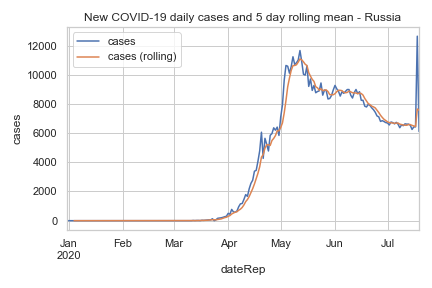 New COVID-19 daily cases and 5 day rolling mean - Russia
cases
cases (rolling)
12000
10000
8000
6000
4000
2000
0
cases
Jan
2020
Feb
Mar
Apr
May
Jun
Jul
dateRep